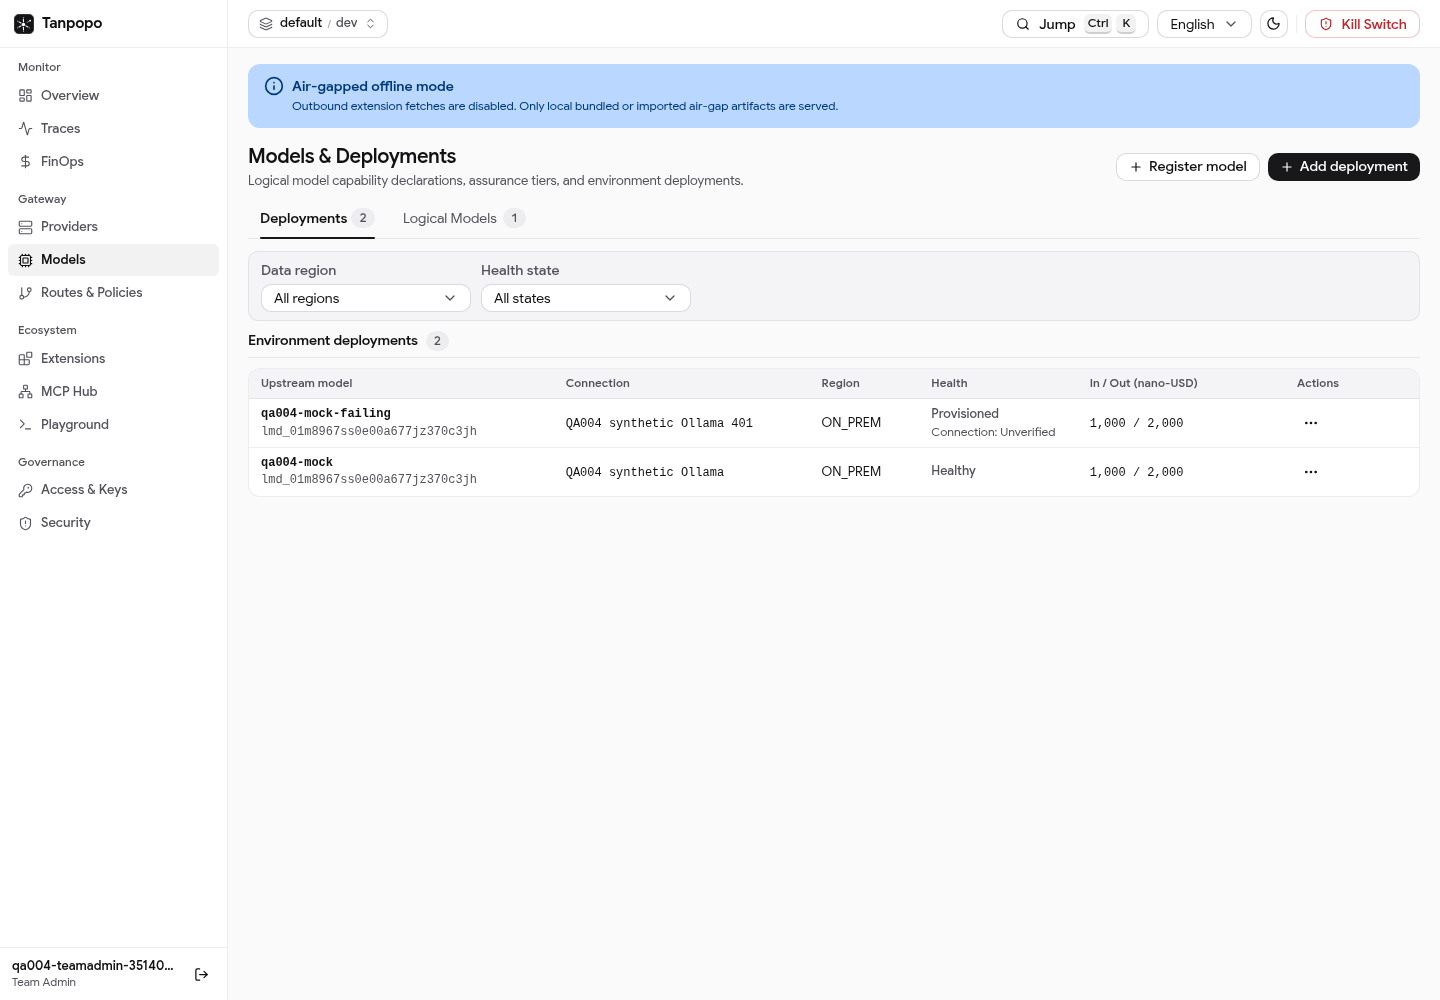 Tanpopo
default / dev
Jump Ctrl K
English
Kill Switch
Monitor
Overview
Traces
FinOps
Gateway
Providers
Models
Routes & Policies
Ecosystem
Extensions
MCP Hub
Playground
Governance
Access & Keys
Security
qa004-teamadmin-35140...
Team Admin
Air-gapped offline mode
Outbound extension fetches are disabled. Only local bundled or imported air-gap artifacts are served.
Models & Deployments
Logical model capability declarations, assurance tiers, and environment deployments.
Register model
Add deployment
Deployments 2
Logical Models 1
Data region
All regions
Health state
All states
Environment deployments 2
Upstream model Connection Region Health In / Out (nano-USD) Actions
qa004-mock-failing
lmd_01m8967ss0e00a677jz370c3jh
QA004 synthetic Ollama 401
ON_PREM
Provisioned
Connection: Unverified
1,000 / 2,000
qa004-mock
lmd_01m8967ss0e00a677jz370c3jh
QA004 synthetic Ollama
ON_PREM
Healthy
1,000 / 2,000